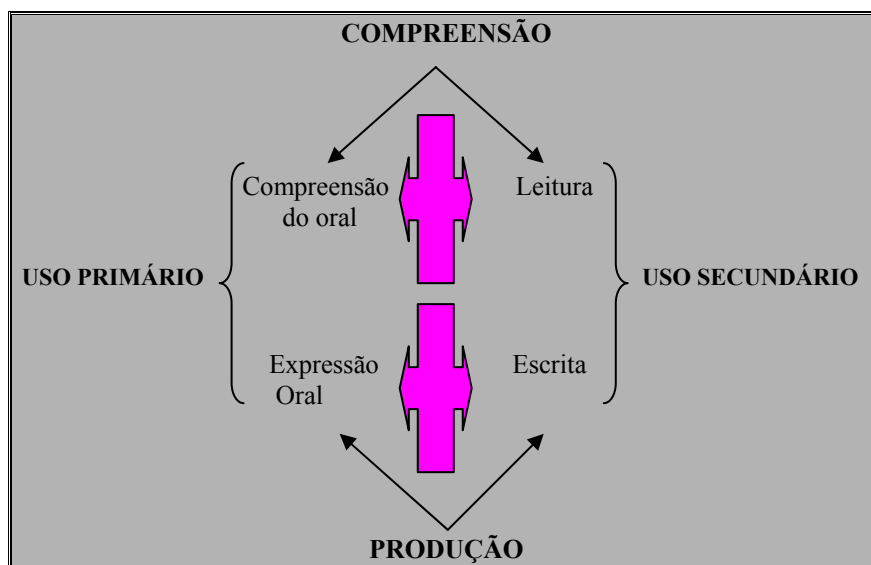 COMPREENSÃO
Compreensão
do oral
Leitura
USO PRIMÁRIO
USO SECUNDÁRIO
Expressão
Oral
Escrita
PRODUÇÃO